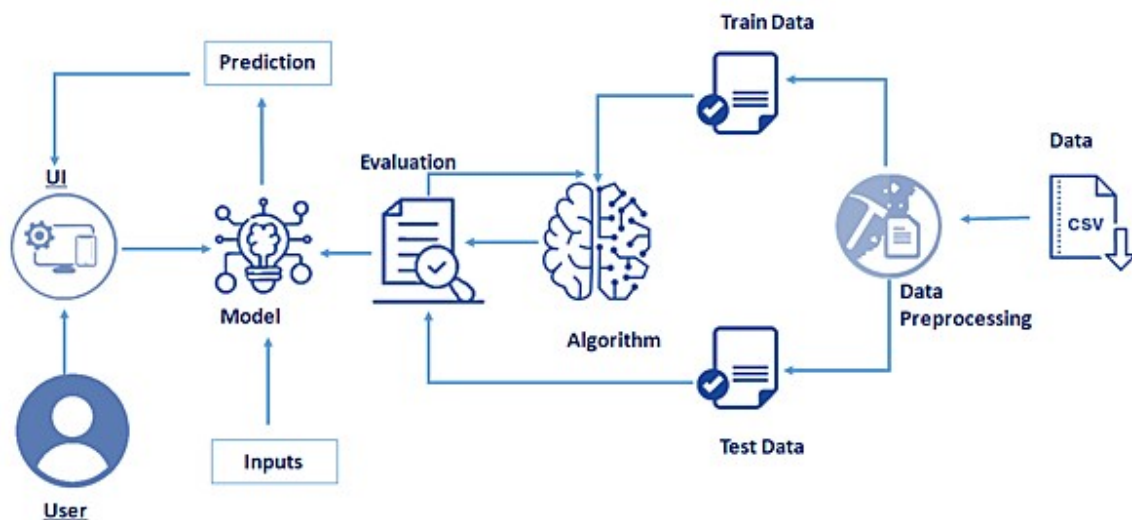 Train Data
Prediction
Data
Evaluation
UI
CSV
Model
Data
Preprocessing
Algorithm
Test Data
Inputs
User